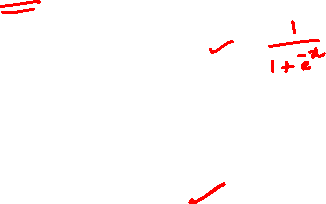 ✓ 1/(1+e^-x)
✓